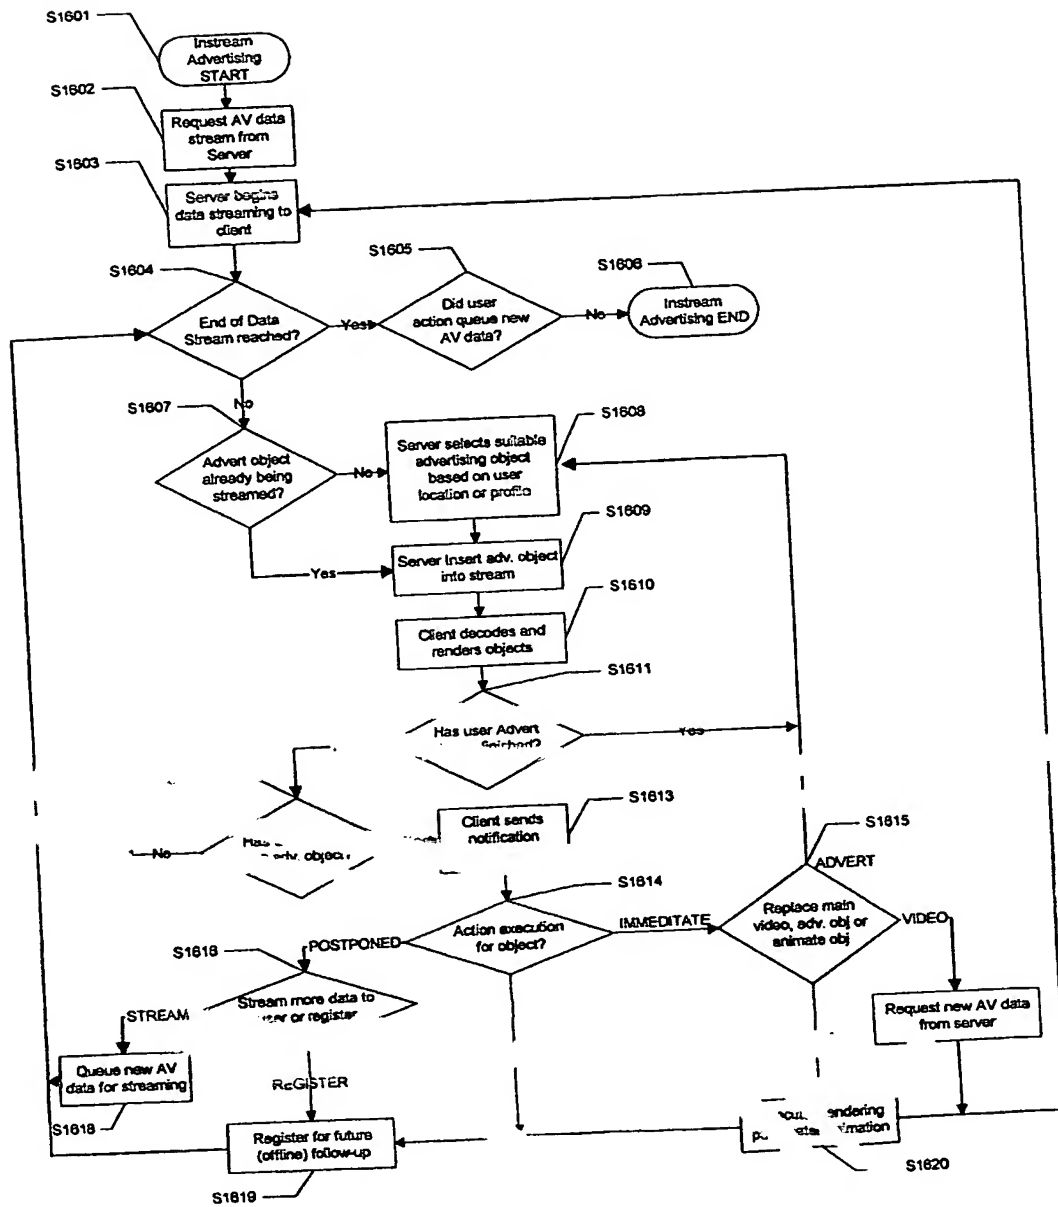 S1601
Instream
Advertising
START
S1602
Request AV data
stream from
Server
S1603
Server begins
data streaming to
client
S1604
End of Data
Stream reached?
Yes
S1605
Did user
action queue new
AV data?
No
S1606
Instream
Advertising END
No
S1607
Advert object
already being
streamed?
No
S1608
Server selects suitable
advertising object
based on user
location or profile
Yes
S1609
Server Insert adv. object
into stream
S1610
Client decodes and
renders objects
S1611
Has user Advert
finished?
Yes
No
adv. object
S1613
Client sends
notification
S1614
Action execution
for object?
POSTPONED
IMMEDITATE
S1615
ADVERT
Replace main
video, adv. obj or
animate obj
VIDEO
Request new AV data
from server
S1616
Stream more data to
user or register
STREAM
Queue new AV
data for streaming
S1618
REGISTER
Register for future
(offline) follow-up
S1619
S1620